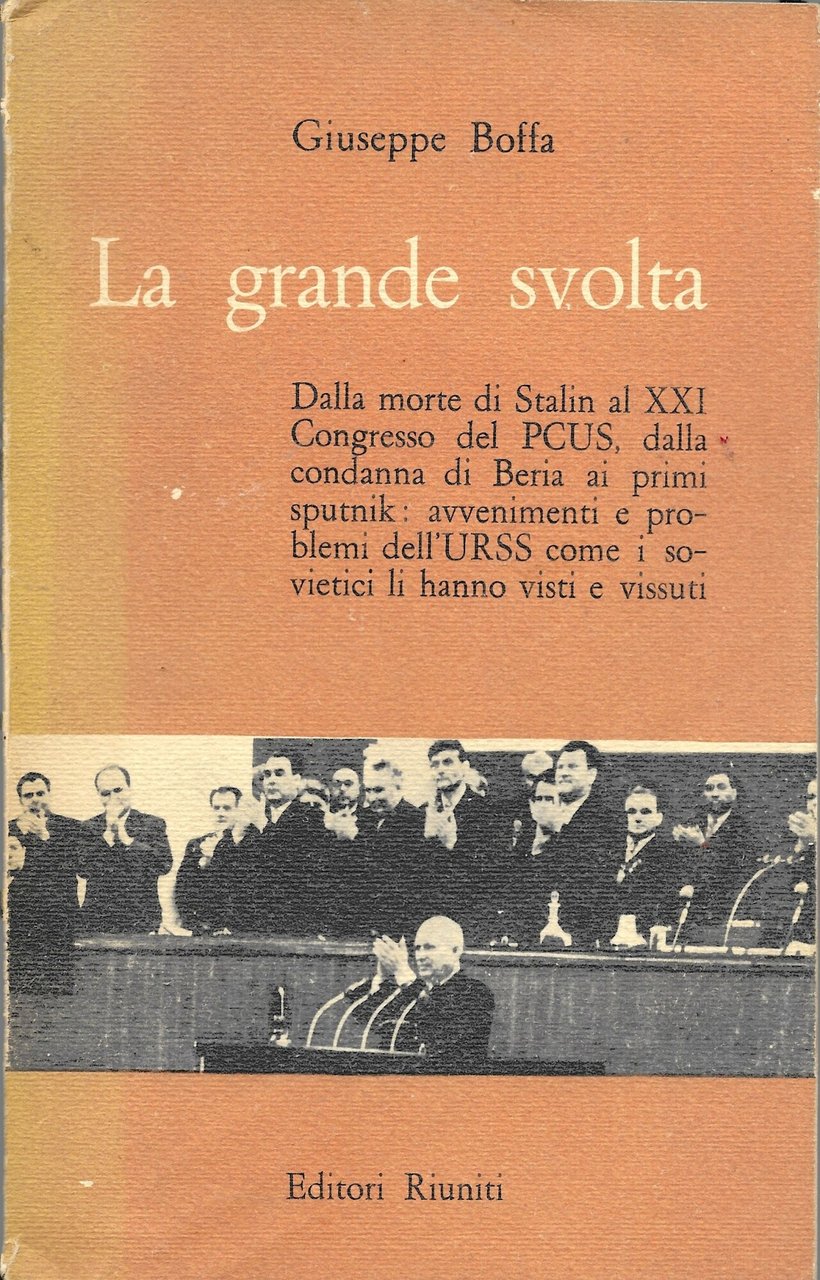 Giuseppe Boffa
La grande svolta
Dalla morte di Stalin al XXI
Congresso del PCUS, dalla
condanna di Beria ai primi
sputnik: avvenimenti e pro-
blemi dell'URSS come i so-
vietici li hanno visti e vissuti
Editori Riuniti